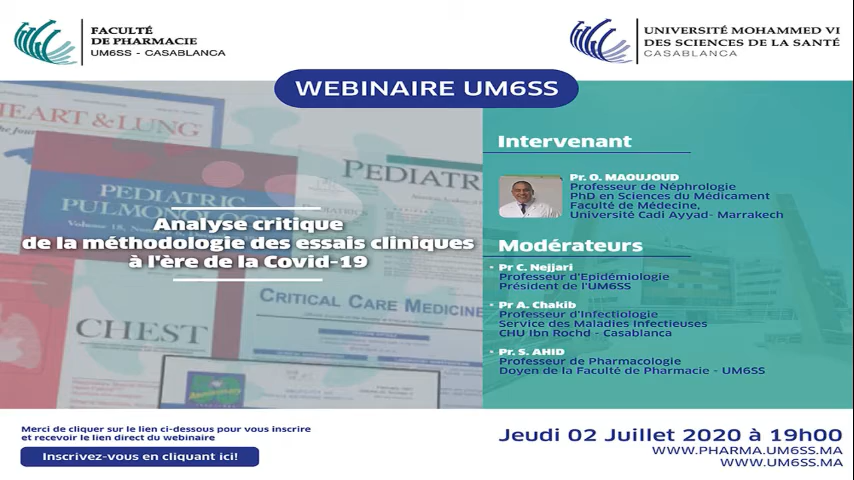 FACULTÉ
DE PHARMACIE
UM6SS - CASABLANCA
UNIVERSITÉ MOHAMMED VI
DES SCIENCES DE LA SANTÉ
CASABLANCA
WEBINAIRE UM6SS
HEART & LUNG
PEDIATRIC
PULMONOLOGY
PEDIATR
CRITICAL CARE MEDICINE
CHEST
Analyse critique
de la méthodologie des essais cliniques
à l'ère de la Covid-19
Intervenant
Pr. O. MAOUJOUD
Professeur de Néphrologie
PhD en Sciences du Médicament
Faculté de Médecine,
Université Cadi Ayyad- Marrakech
Modérateurs
• Pr C. Nejjari
Professeur d'Epidémiologie
Président de l'UM6SS
• Pr A. Chakib
Professeur d'Infectiologie
Service des Maladies Infectieuses
CHU Ibn Rochd - Casablanca
• Pr. S. AHID
Professeur de Pharmacologie
Doyen de la Faculté de Pharmacie - UM6SS
Merci de cliquer sur le lien ci-dessous pour vous inscrire
et recevoir le lien direct du webinaire
Inscrivez-vous en cliquant ici!
Jeudi 02 Juillet 2020 à 19h00
WWW.PHARMA.UM6SS.MA
WWW.UM6SS.MA